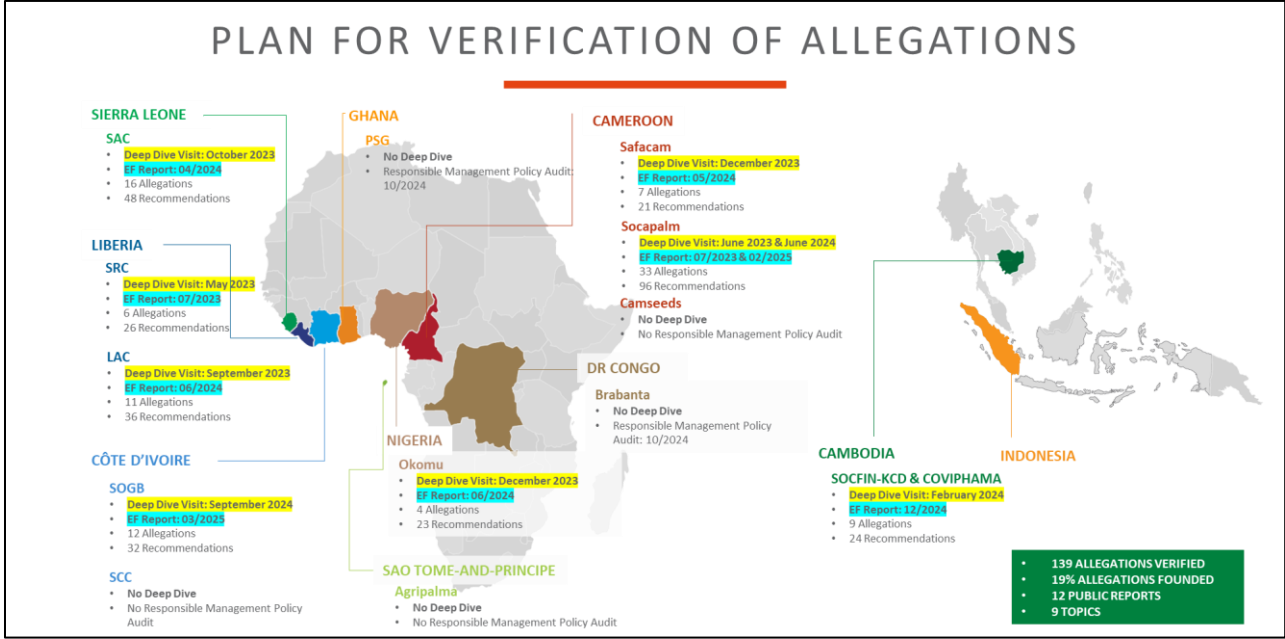 PLAN FOR VERIFICATION OF ALLEGATIONS
SIERRA LEONE
SAC
• Deep Dive Visit: October 2023
• EF Report: 04/2024
• 16 Allegations
• 48 Recommendations
LIBERIA
SRC
• Deep Dive Visit: May 2023
• EF Report: 07/2023
• 6 Allegations
• 26 Recommendations
LAC
• Deep Dive Visit: September 2023
• EF Report: 06/2024
• 11 Allegations
• 36 Recommendations
CÔTE D'IVOIRE
SOGB
• Deep Dive Visit: September 2024
• EF Report: 03/2025
• 12 Allegations
• 32 Recommendations
SCC
• No Deep Dive
• No Responsible Management Policy
Audit
GHANA
PSG
• No Deep Dive
• Responsible Management Policy Audit:
10/2024
CAMEROON
Safacam
• Deep Dive Visit: December 2023
• EF Report: 05/2024
• 7 Allegations
• 21 Recommendations
Socapalm
• Deep Dive Visit: June 2023 & June 2024
• EF Report: 07/2023 & 02/2025
• 33 Allegations
• 96 Recommendations
Camseeds
• No Deep Dive
• No Responsible Management Policy Audit
DR CONGO
Brabanta
• No Deep Dive
• Responsible Management Policy
Audit: 10/2024
NIGERIA
Okomu
• Deep Dive Visit: December 2023
• EF Report: 06/2024
• 4 Allegations
• 23 Recommendations
SAO TOME-AND-PRINCIPE
Agripalma
• No Deep Dive
• No Responsible Management Policy Audit
CAMBODIA
SOCFIN-KCD & COVIPHAMA
• Deep Dive Visit: February 2024
• EF Report: 12/2024
• 9 Allegations
• 24 Recommendations
INDONESIA
• 139 ALLEGATIONS VERIFIED
• 19% ALLEGATIONS FOUNDED
• 12 PUBLIC REPORTS
• 9 TOPICS